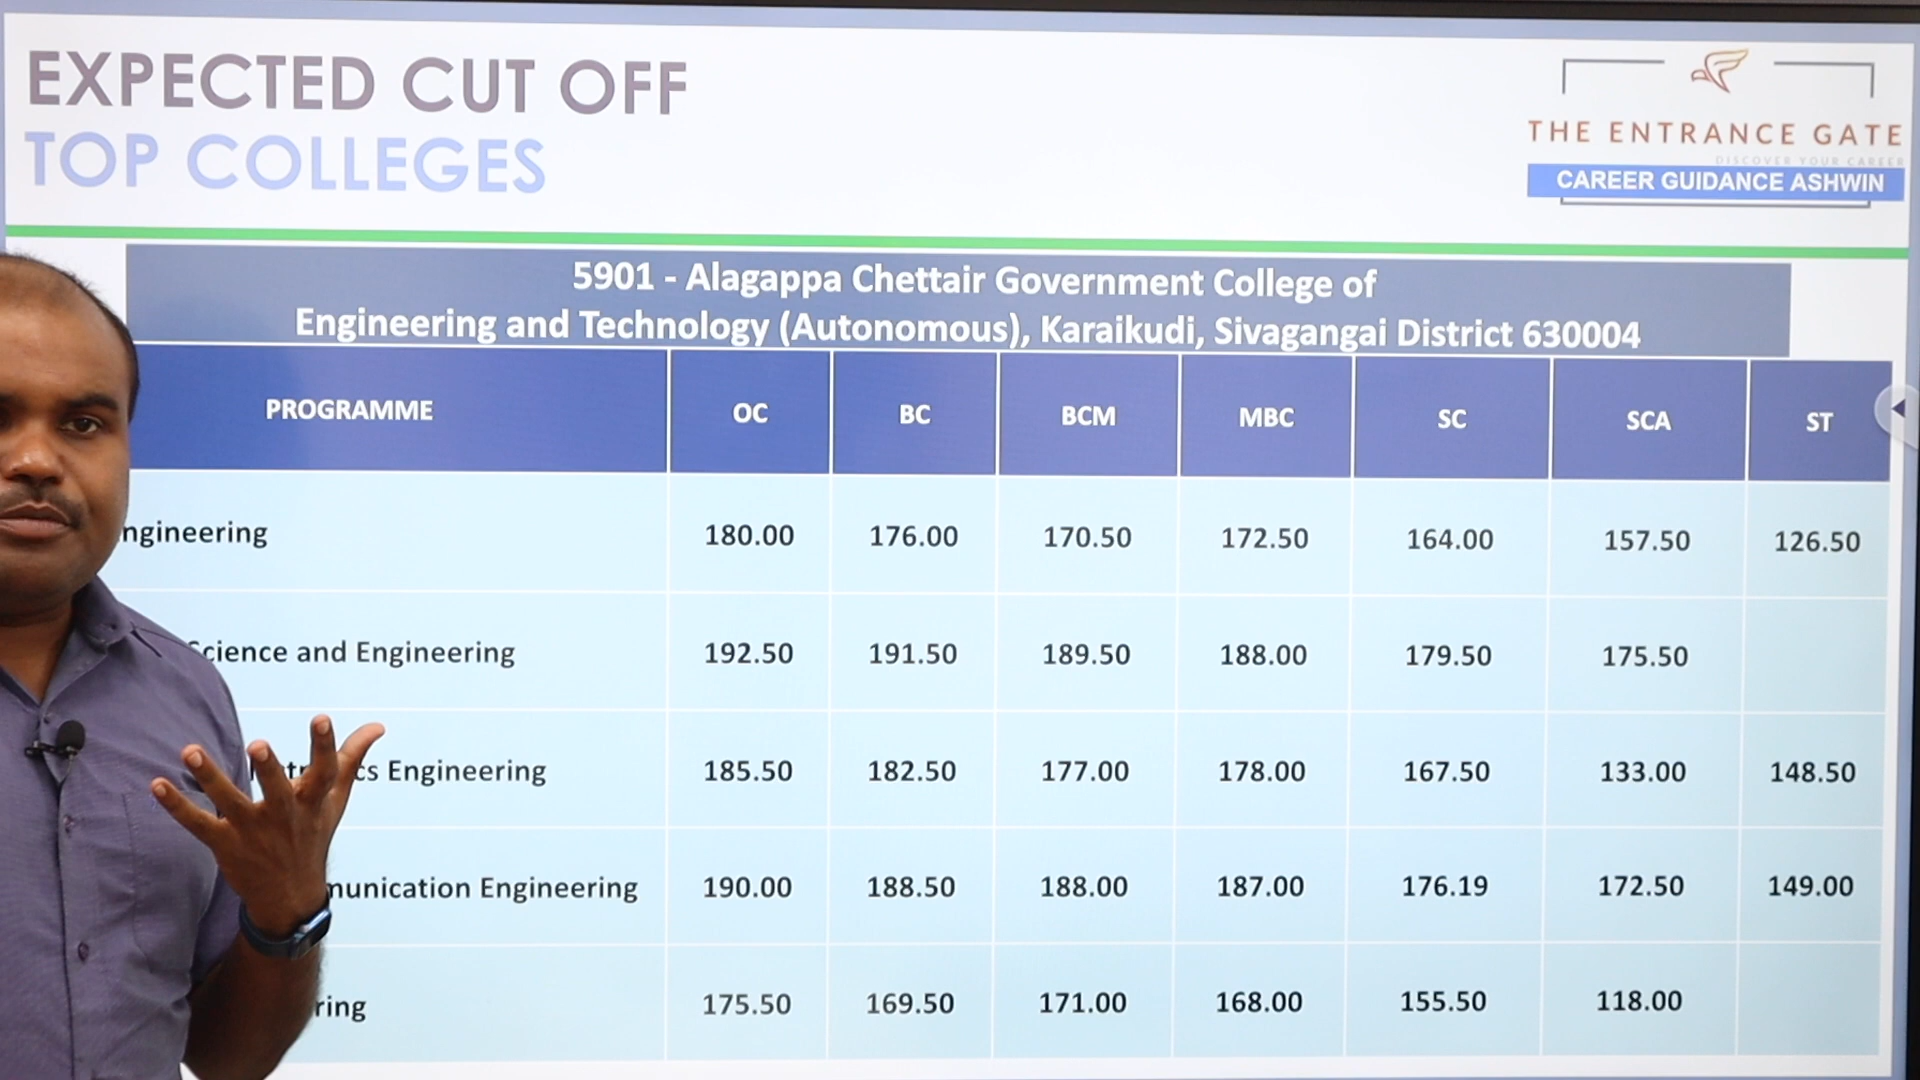 EXPECTED CUT OFF
TOP COLLEGES
THE ENTRANCE GATE
DISCOVER YOUR CAREER
CAREER GUIDANCE ASHWIN
5901 - Alagappa Chettair Government College of
Engineering and Technology (Autonomous), Karaikudi, Sivagangai District 630004
PROGRAMME OC BC BCM MBC SC SCA ST
ngineering 180.00 176.00 170.50 172.50 164.00 157.50 126.50
Science and Engineering 192.50 191.50 189.50 188.00 179.50 175.50
Engineering 185.50 182.50 177.00 178.00 167.50 133.00 148.50
munication Engineering 190.00 188.50 188.00 187.00 176.19 172.50 149.00
ring 175.50 169.50 171.00 168.00 155.50 118.00